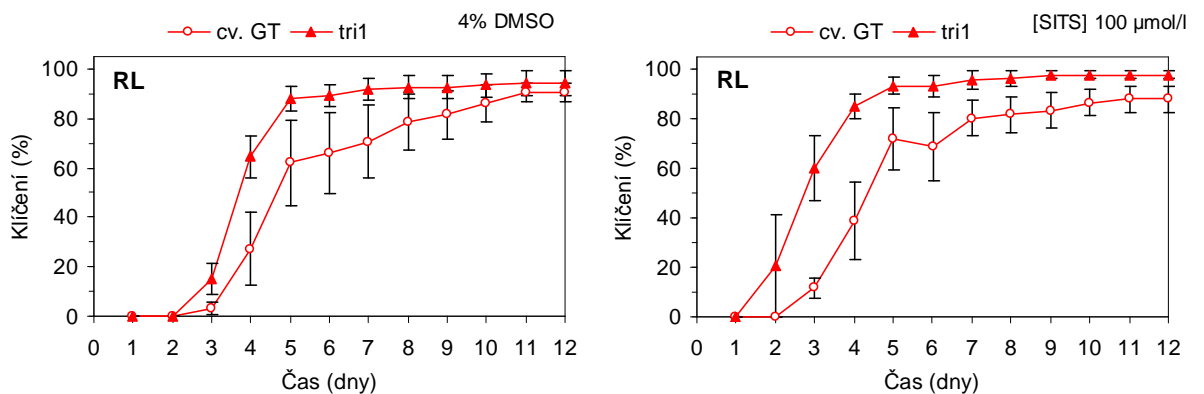 cv. GT tri1 4% DMSO
RL
Klíčení (%)
100
80
60
40
20
0
0 1 2 3 4 5 6 7 8 9 10 11 12
Čas (dny)
cv. GT tri1 [SITS] 100 µmol/l
RL
Klíčení (%)
100
80
60
40
20
0
0 1 2 3 4 5 6 7 8 9 10 11 12
Čas (dny)